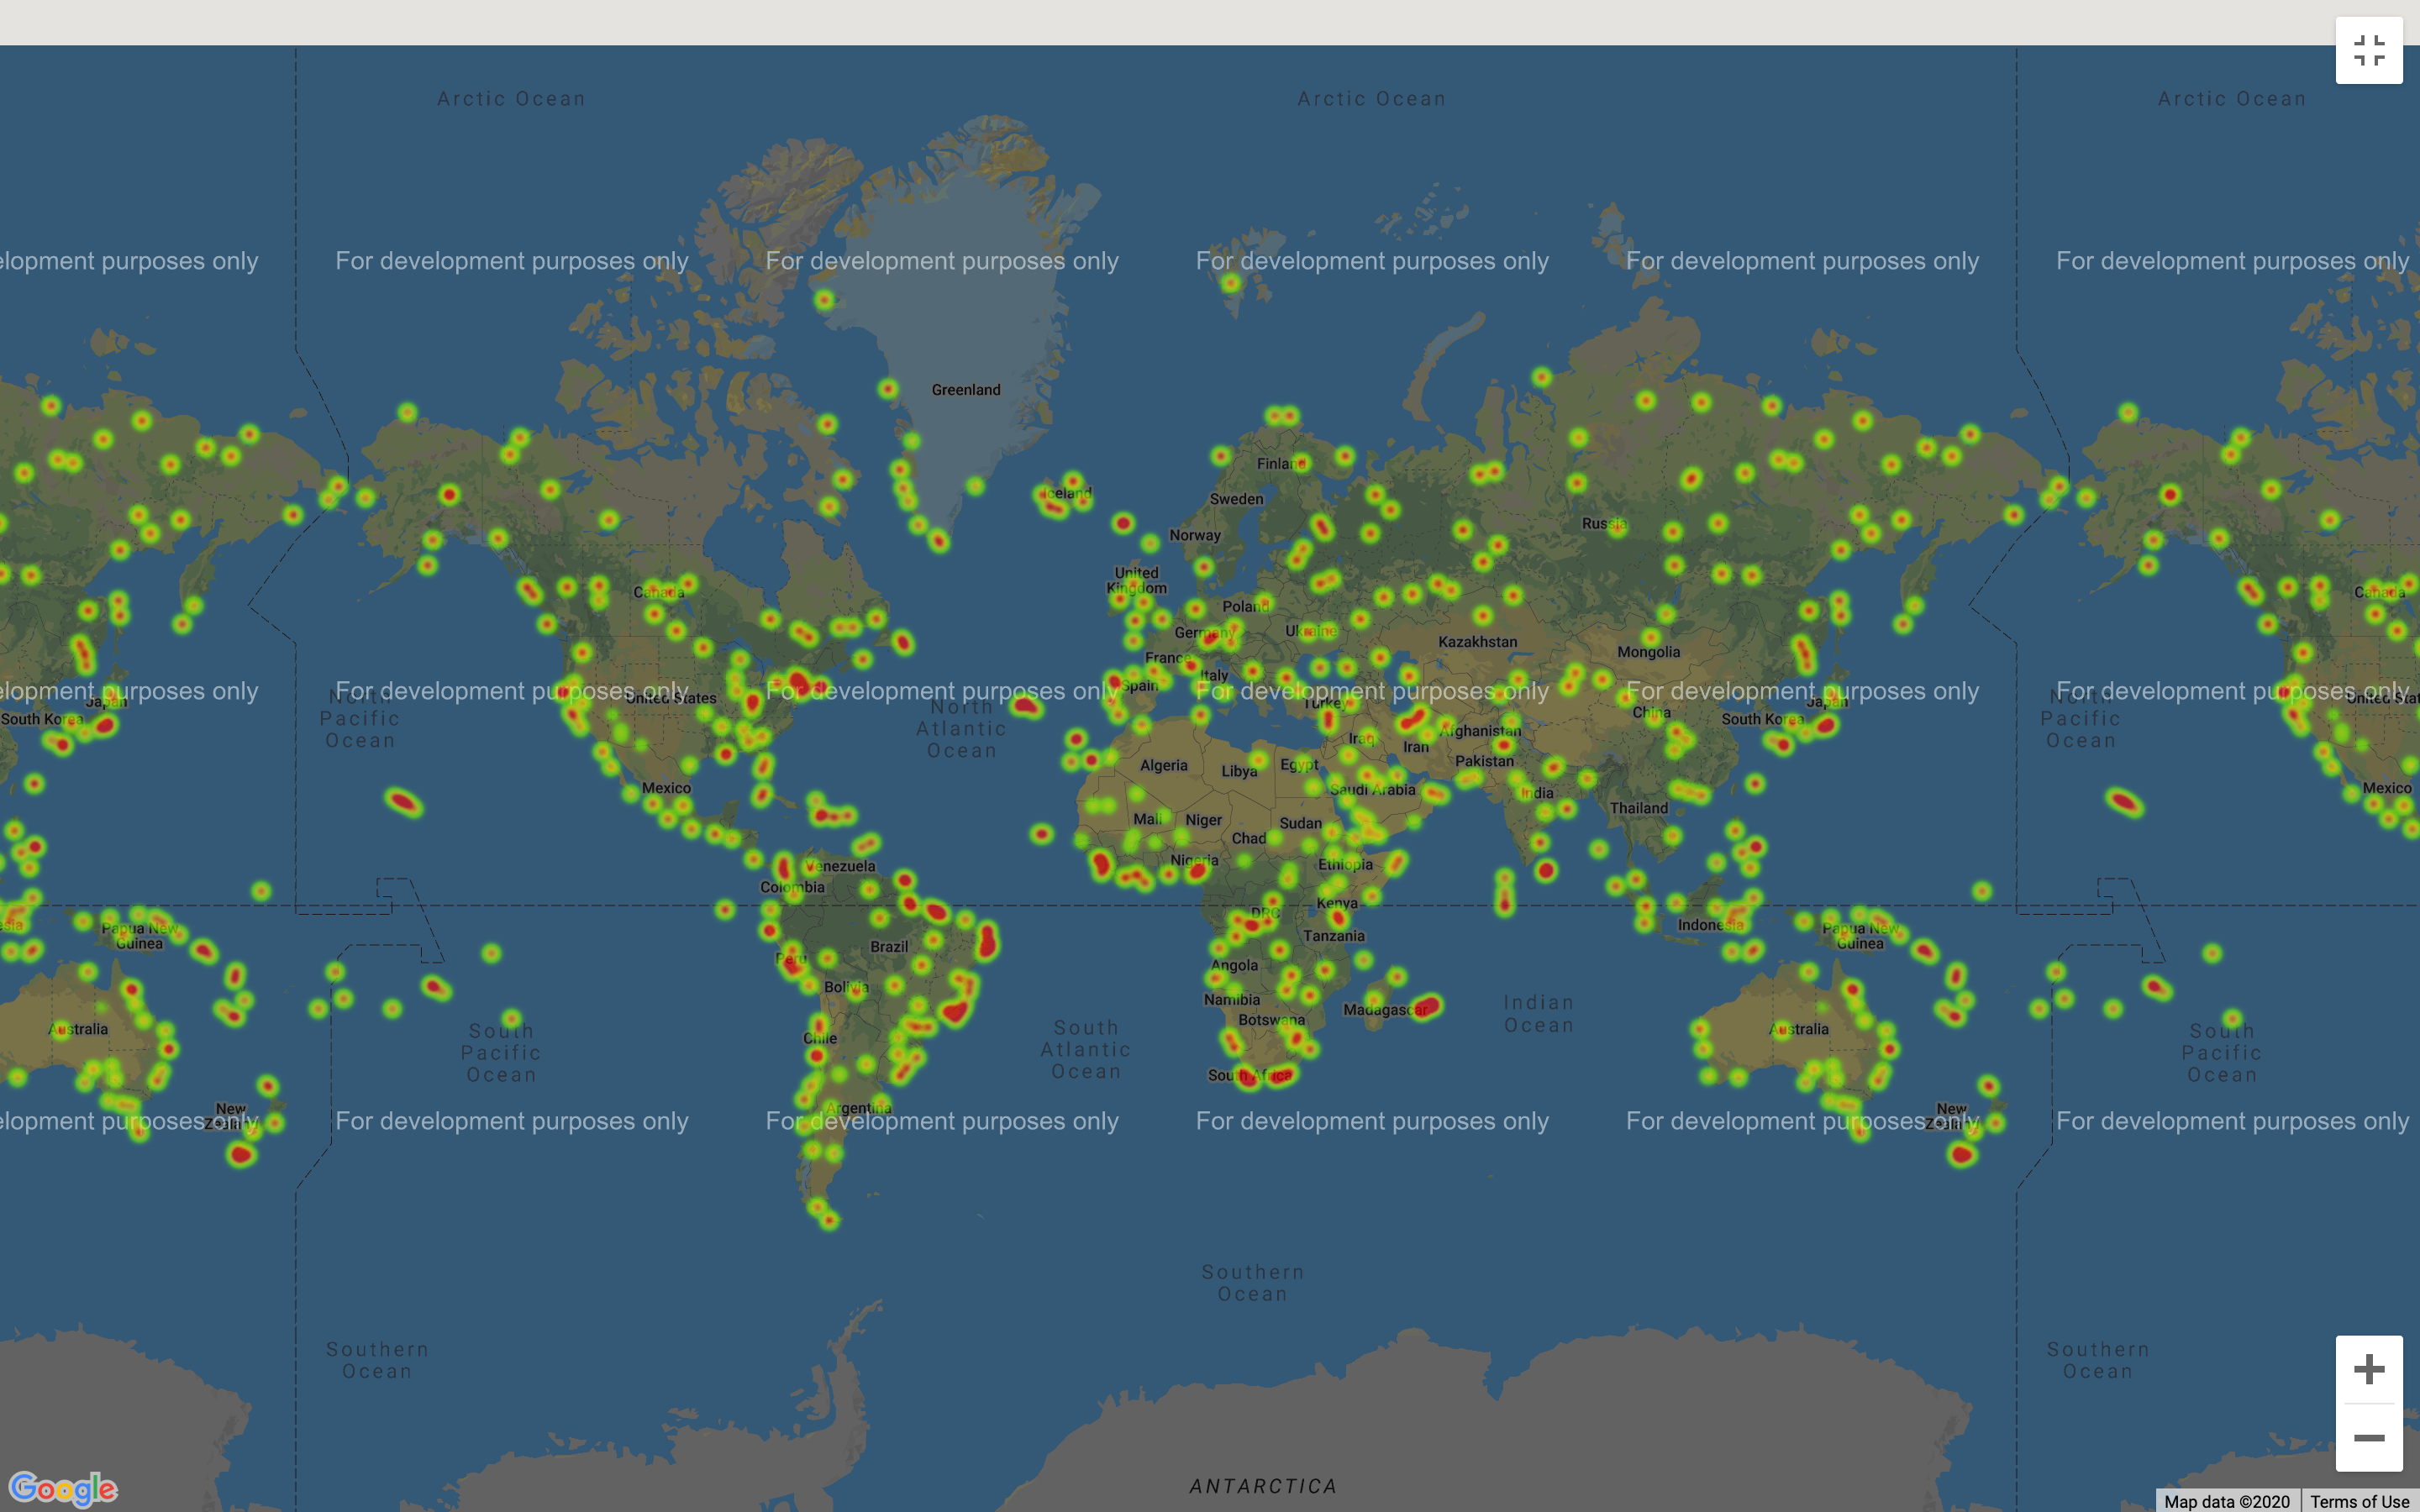 Arctic Ocean
Arctic Ocean
Arctic Ocean
elopment purposes only
For development purposes only
For development purposes only
For development purposes only
For development purposes only
For development purposes only
Greenland
Iceland
Finland
Sweden
Norway
Russia
United
Kingdom
Canada
Canada
Poland
Germany
Ukraine
Kazakhstan
Mongolia
France
Italy
Spain
elopment purposes only
For development purposes only
For development purposes only
For development purposes only
For development purposes only
For development purposes only
Japan
South Korea
North
Pacific
Ocean
United States
North
Atlantic
Ocean
Turkey
China
South Korea
Japan
North
Pacific
Ocean
United Stat
Afghanistan
Iraq
Iran
Pakistan
Algeria
Libya
Egypt
Mexico
Saudi Arabia
India
Mexico
Thailand
Mali
Niger
Chad
Sudan
Nigeria
Ethiopia
Venezuela
Colombia
DRC
Kenya
esia
Papua New
Guinea
Indonesia
Papua New
Guinea
Brazil
Tanzania
Peru
Angola
Bolivia
Namibia
Madagascar
Indian
Ocean
Botswana
Australia
South
Pacific
Ocean
Chile
South
Atlantic
Ocean
Australia
South
Pacific
Ocean
South Africa
Argentina
New
Zealand
New
Zealand
elopment purposes only
For development purposes only
For development purposes only
For development purposes only
For development purposes only
For development purposes only
Southern
Ocean
Southern
Ocean
Southern
Ocean
ANTARCTICA
Google
Map data ©2020
Terms of Use